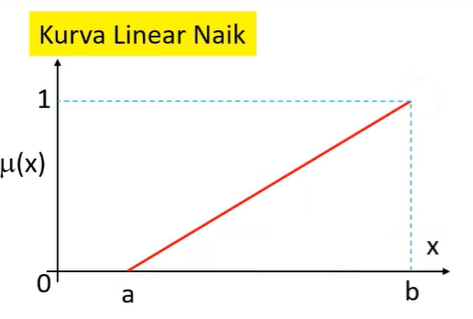 Kurva Linear Naik
1
μ(x)
x
0
a
b